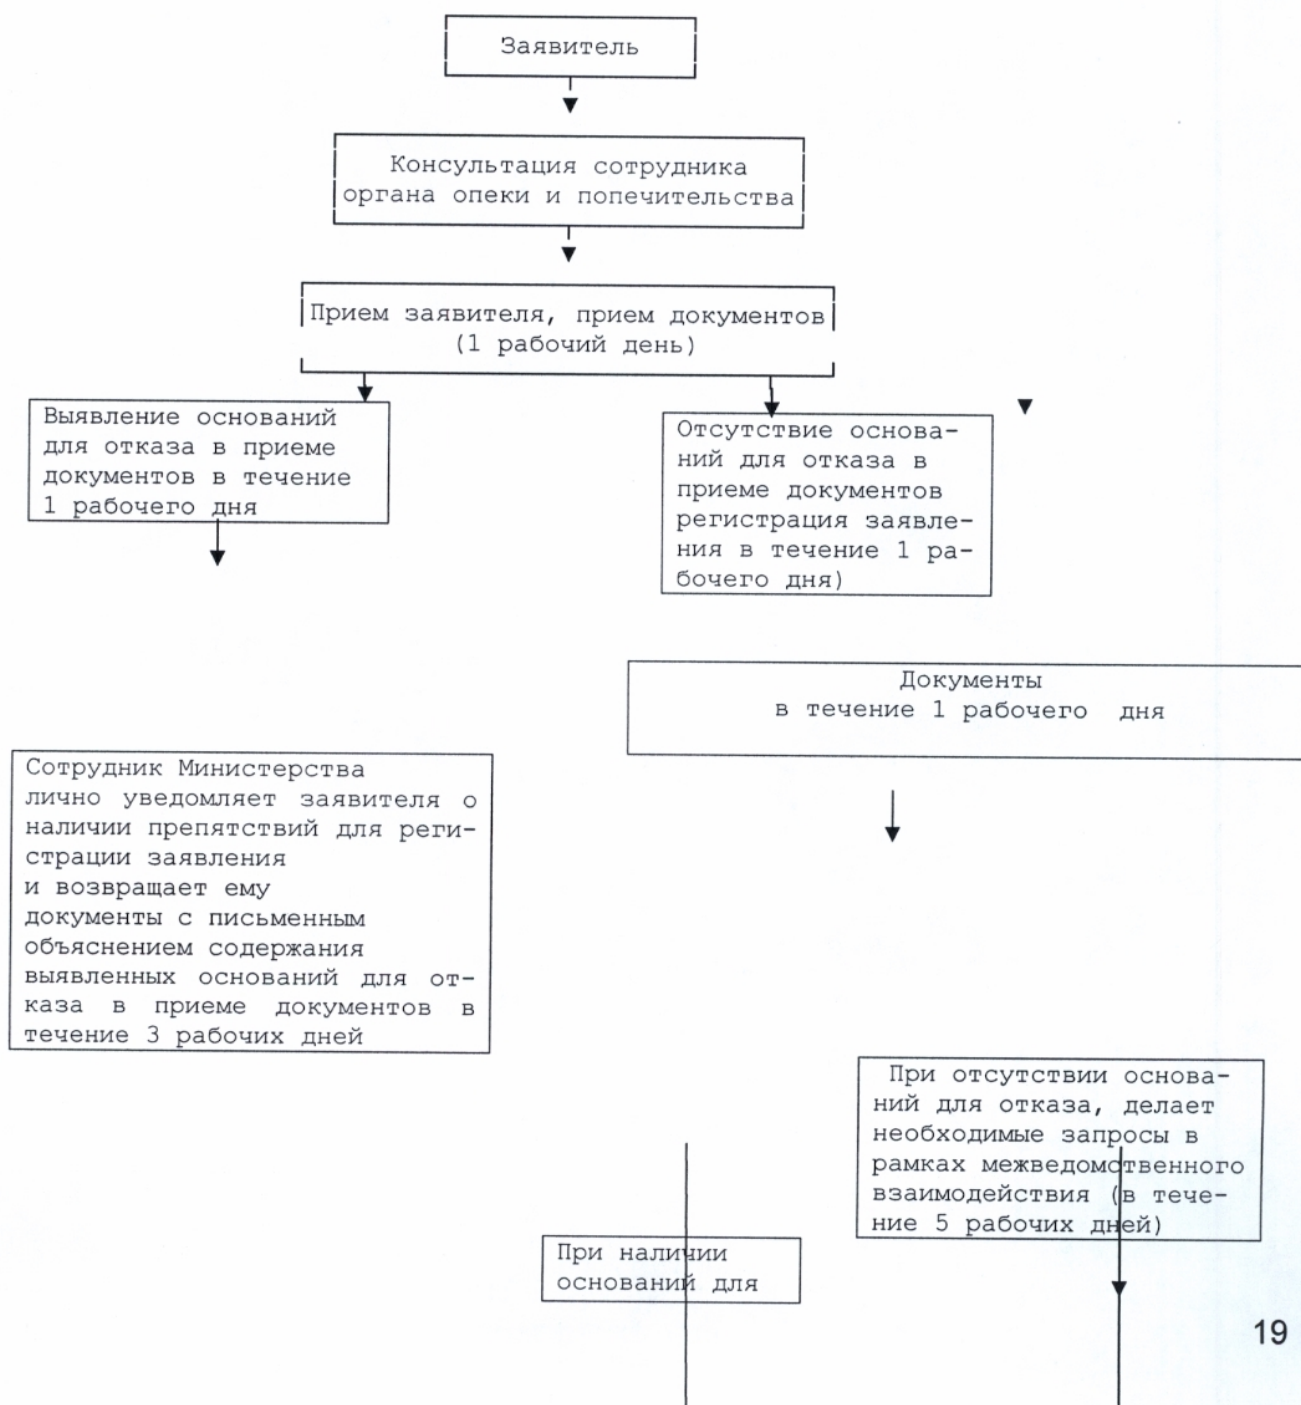 Заявитель
Консультация сотрудника
органа опеки и попечительства
Прием заявителя, прием документов
(1 рабочий день)
Выявление оснований
для отказа в приеме
документов в течение
1 рабочего дня
Отсутствие основа-
ний для отказа в
приеме документов
регистрация заявле-
ния в течение 1 ра-
бочего дня)
Документы
в течение 1 рабочего дня
Сотрудник Министерства
лично уведомляет заявителя о
наличии препятствий для реги-
страции заявления
и возвращает ему
документы с письменным
объяснением содержания
выявленных оснований для от-
каза в приеме документов в
течение 3 рабочих дней
При отсутствии основа-
ний для отказа, делает
необходимые запросы в
рамках межведомственного
взаимодействия (в тече-
ние 5 рабочих дней)
При наличии
оснований для
19